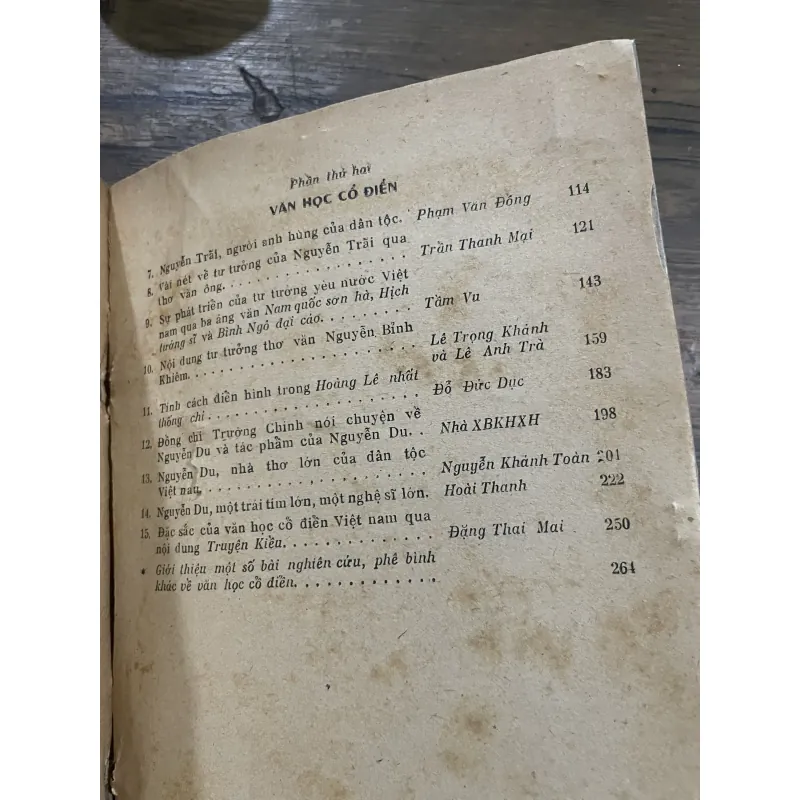 Phần thứ hai
VĂN HỌC CỔ ĐIỂN
7. Nguyễn Trãi, người anh hùng của dân tộc. Phạm Văn Đồng 114
8. Vài nét về tư tưởng của Nguyễn Trãi qua
thơ văn ông. . . . . . . . . . . . . . . . . Trần Thanh Mại 121
9. Sự phát triển của tư tưởng yêu nước Việt
nam qua ba áng văn Nam quốc sơn hà, Hịch
tướng sĩ và Bình Ngô đại cáo. . . . . . . . . Tầm Vu 143
10. Nội dung tư tưởng thơ văn Nguyễn Bỉnh
Khiêm. . . . . . . . . . . . . . . . . . . . Lê Trọng Khánh
và Lê Anh Trà 159
11. Tính cách điển hình trong Hoàng Lê nhất
thống chí . . . . . . . . . . . . . . . . . . Đỗ Đức Dục 183
12. Đồng chí Trường Chinh nói chuyện về
Nguyễn Du và tác phẩm của Nguyễn Du. . Nhà XBKHXH 198
13. Nguyễn Du, nhà thơ lớn của dân tộc
Việt nam. . . . . . . . . . . . . . . . . . . Nguyễn Khánh Toàn 201
14. Nguyễn Du, một trái tim lớn, một nghệ sĩ lớn. Hoài Thanh 222
15. Đặc sắc của văn học cổ điển Việt nam qua
nội dung Truyện Kiều. . . . . . . . . . . . Đặng Thai Mai 250
* Giới thiệu một số bài nghiên cứu, phê bình
khác về văn học cổ điển. . . . . . . . . . . . . 264